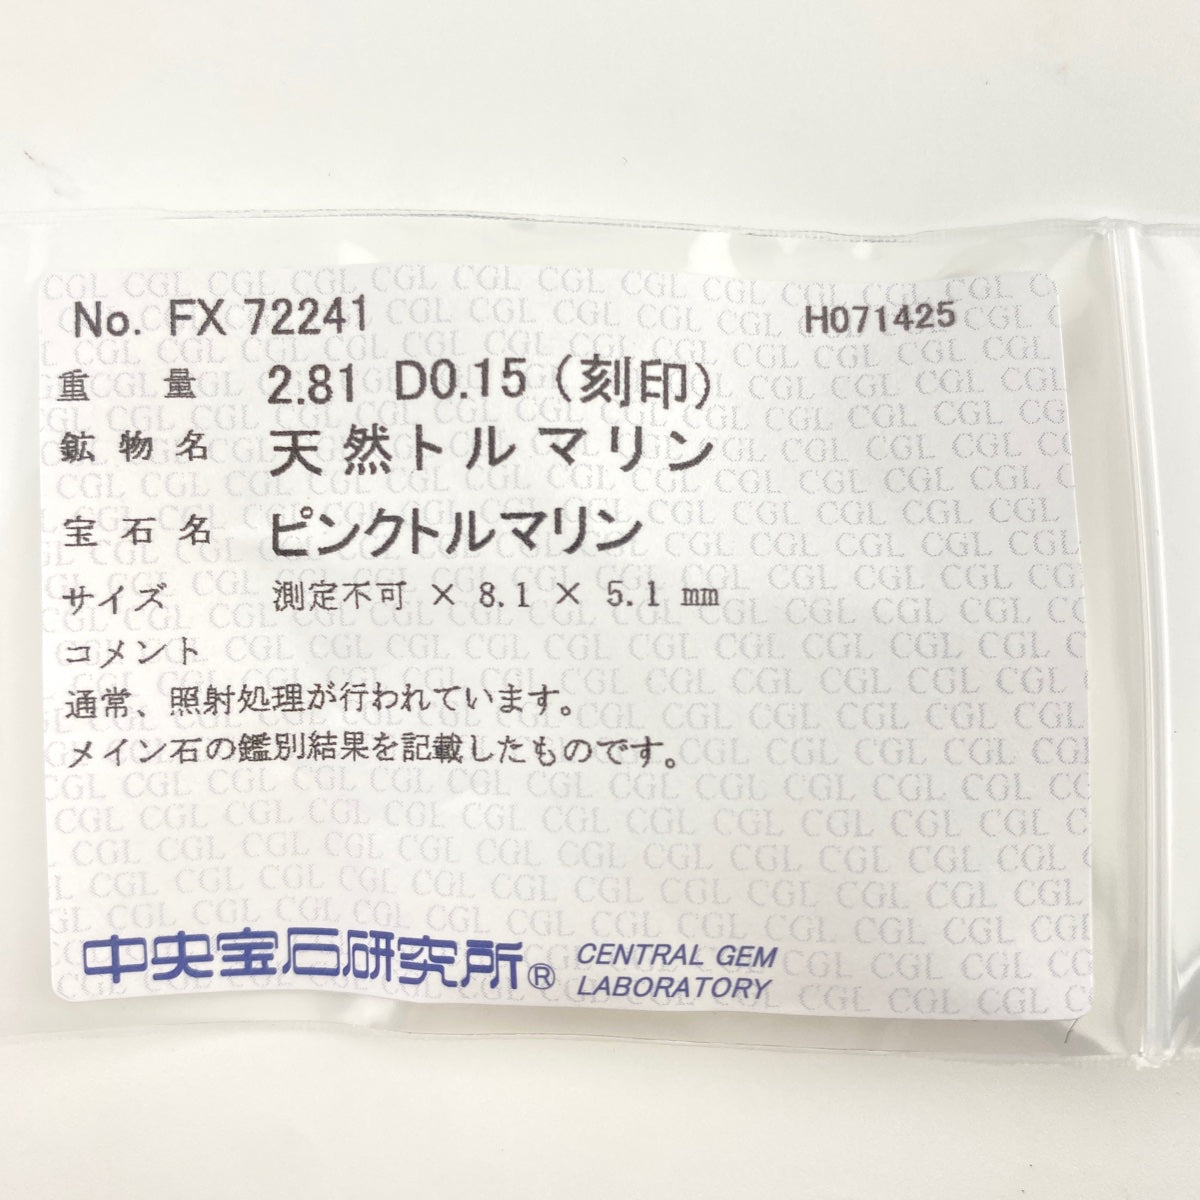 No. FX 72241 H071425
重量 2.81 D0.15 (刻印)
鉱物名 天然トルマリン
宝石名 ピンクトルマリン
サイズ 測定不可 × 8.1 × 5.1 mm
コメント
通常、照射処理が行われています。
メイン石の鑑別結果を記載したものです。
中央宝石研究所® CENTRAL GEM
LABORATORY